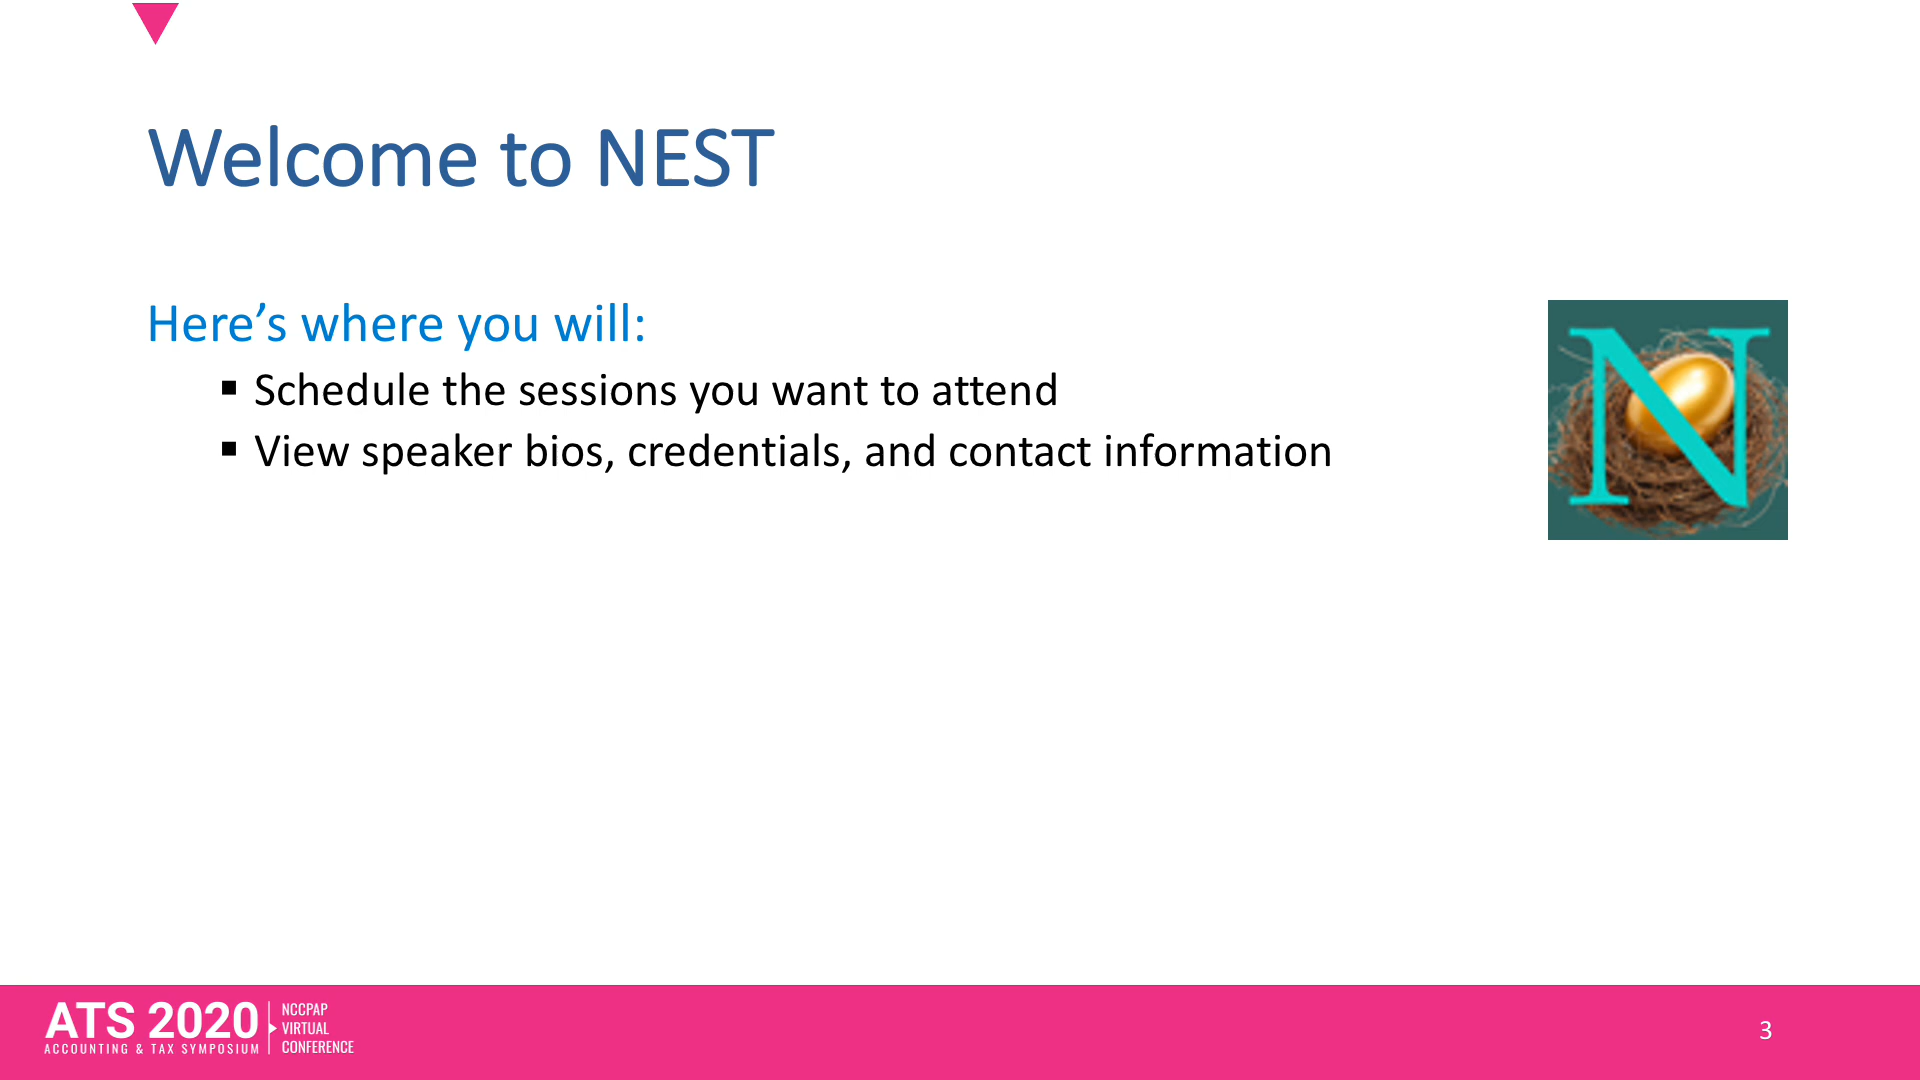 Welcome to NEST
Here’s where you will:
▪ Schedule the sessions you want to attend
▪ View speaker bios, credentials, and contact information
N
ATS 2020
ACCOUNTING & TAX SYMPOSIUM
NCCPAP
VIRTUAL
CONFERENCE
3